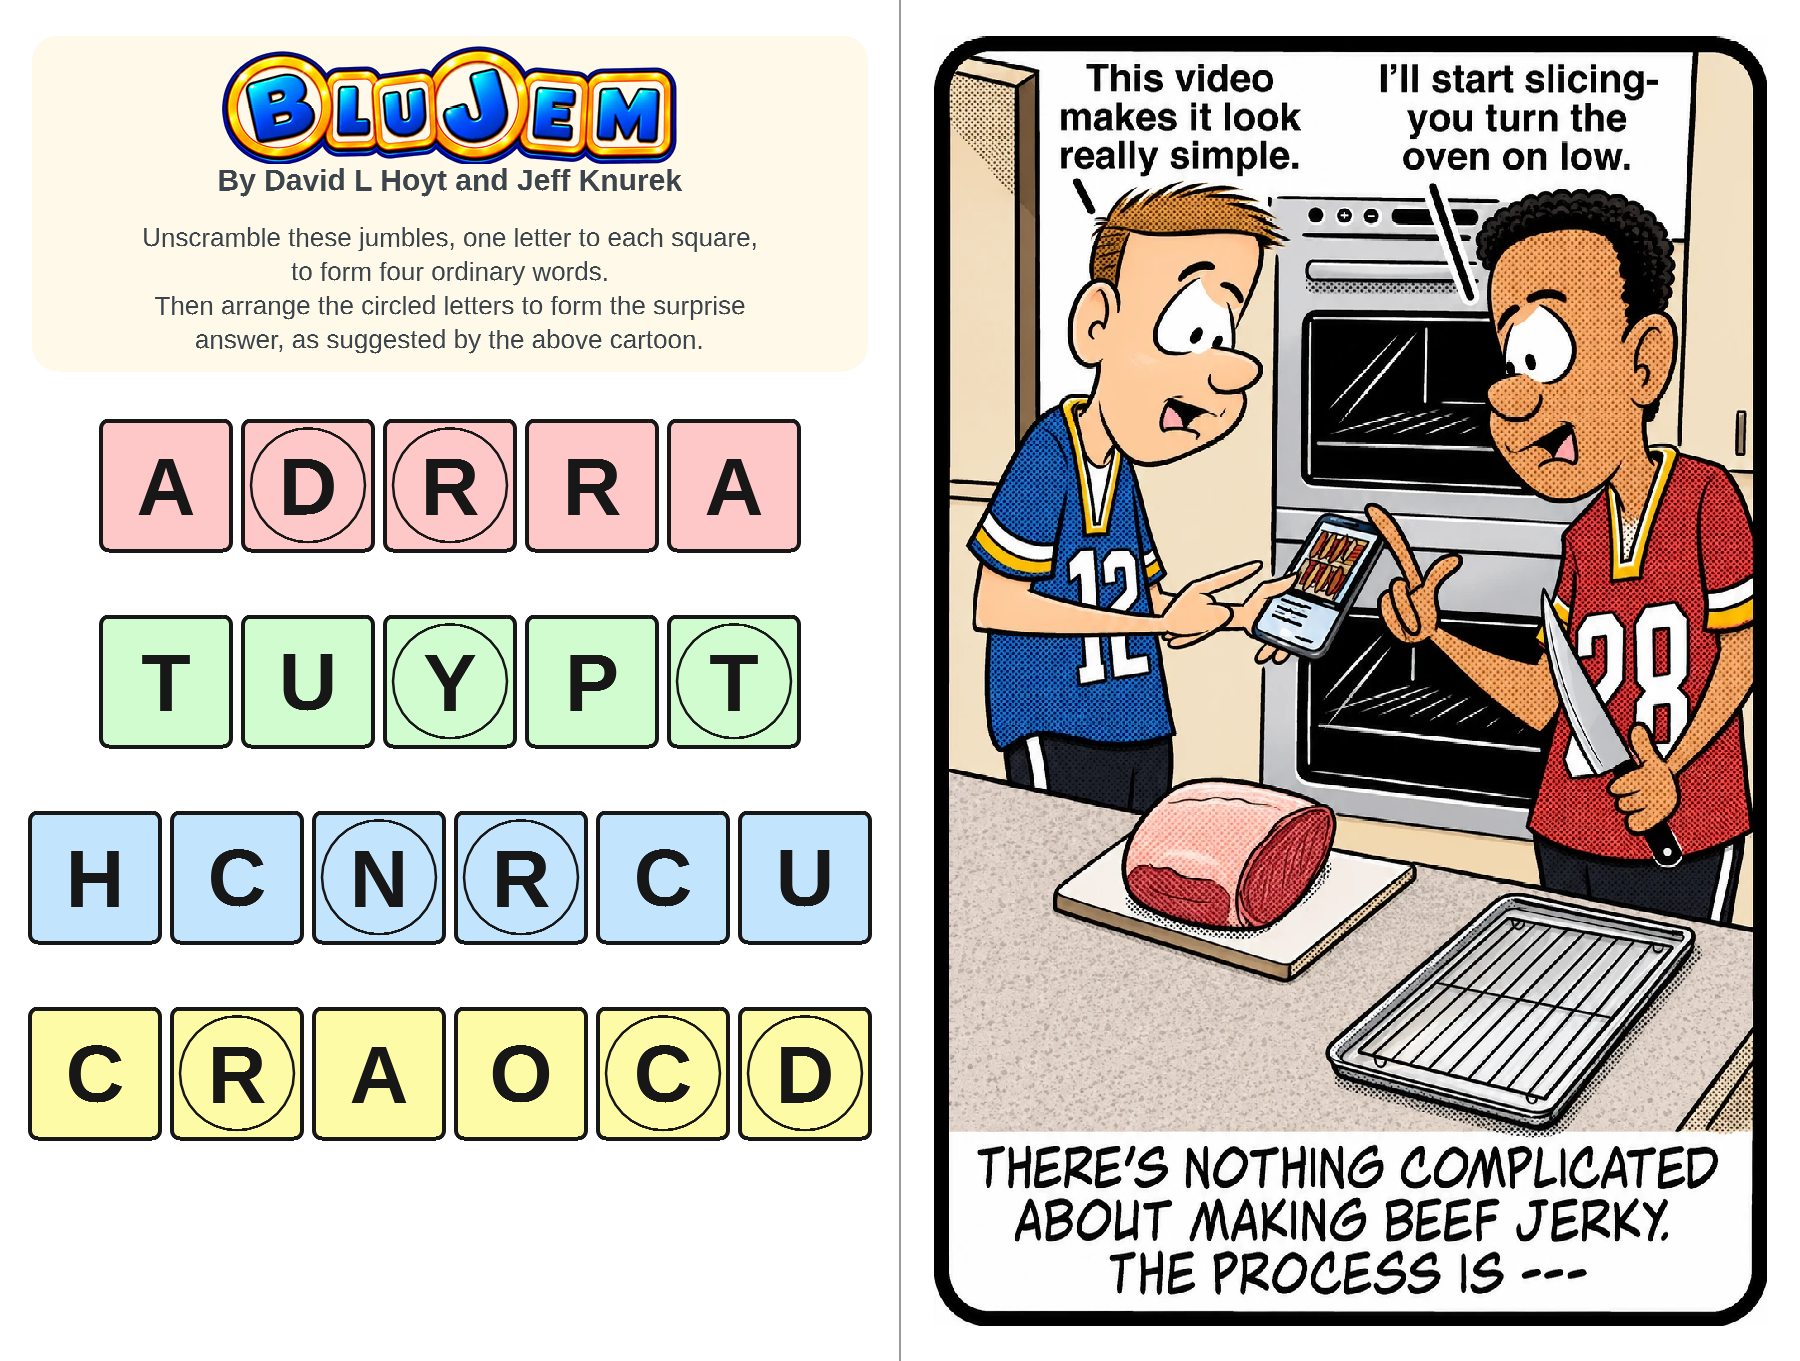 BLUJEM
By David L Hoyt and Jeff Knurek
Unscramble these jumbles, one letter to each square,
to form four ordinary words.
Then arrange the circled letters to form the surprise
answer, as suggested by the above cartoon.
A D R R A
T U Y P T
H C N R C U
C R A O C D
This video
makes it look
really simple.
I'll start slicing-
you turn the
oven on low.
12
28
THERE'S NOTHING COMPLICATED
ABOUT MAKING BEEF JERKY.
THE PROCESS IS ---